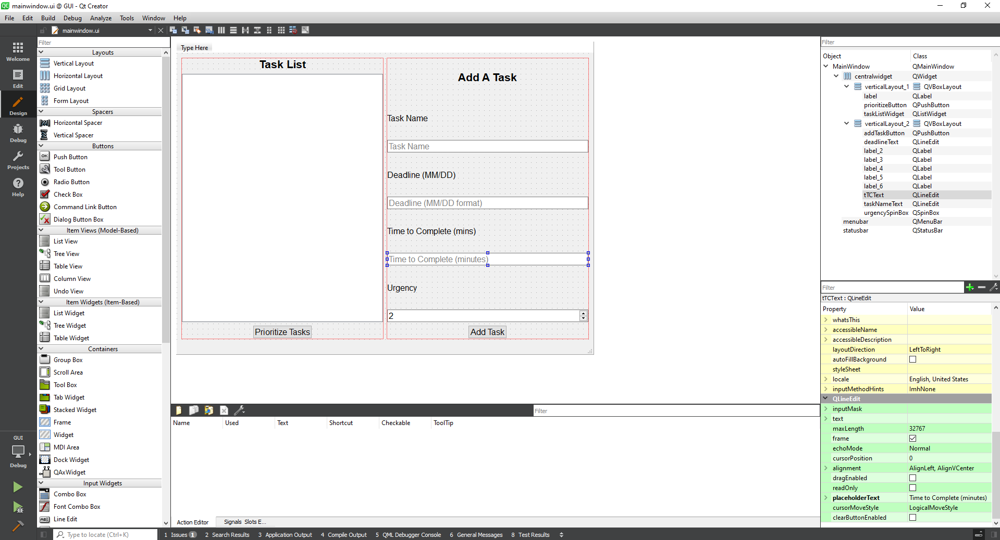 mainwindow.ui @ GUI - Qt Creator
File Edit Build Debug Analyze Tools Window Help
mainwindow.ui
Welcome
Edit
Design
Debug
Projects
Help
GUI
Debug
Filter
Layouts
Vertical Layout
Horizontal Layout
Grid Layout
Form Layout
Spacers
Horizontal Spacer
Vertical Spacer
Buttons
OK Push Button
Tool Button
Radio Button
Check Box
Command Link Button
Dialog Button Box
Item Views (Model-Based)
List View
Tree View
Table View
Column View
Undo View
Item Widgets (Item-Based)
List Widget
Tree Widget
Table Widget
Containers
Group Box
Scroll Area
Tool Box
Tab Widget
Stacked Widget
Frame
Widget
MDI Area
Dock Widget
QAxWidget
Input Widgets
Combo Box
Font Combo Box
Line Edit
Type Here
Task List
Prioritize Tasks
Add A Task
Task Name
Task Name
Deadline (MM/DD)
Deadline (MM/DD format)
Time to Complete (mins)
Time to Complete (minutes)
Urgency
2
Add Task
Filter
Name Used Text Shortcut Checkable ToolTip
Action Editor Signals Slots E...
Filter
Object Class
MainWindow QMainWindow
centralwidget QWidget
verticalLayout_1 QVBoxLayout
label QLabel
prioritizeButton QPushButton
taskListWidget QListWidget
verticalLayout_2 QVBoxLayout
addTaskButton QPushButton
deadlineText QLineEdit
label_2 QLabel
label_3 QLabel
label_4 QLabel
label_5 QLabel
label_6 QLabel
tTCText QLineEdit
taskNameText QLineEdit
urgencySpinBox QSpinBox
menubar QMenuBar
statusbar QStatusBar
Filter
tTCText : QLineEdit
Property Value
whatsThis
accessibleName
accessibleDescription
layoutDirection LeftToRight
autoFillBackground
styleSheet
locale English, United States
inputMethodHints ImhNone
QLineEdit
inputMask
text
maxLength 32767
frame
echoMode Normal
cursorPosition 0
alignment AlignLeft, AlignVCenter
dragEnabled
readOnly
placeholderText Time to Complete (minutes)
cursorMoveStyle LogicalMoveStyle
clearButtonEnabled
Type to locate (Ctrl+K) 1 Issues 1 2 Search Results 3 Application Output 4 Compile Output 5 QML Debugger Console 6 General Messages 8 Test Results